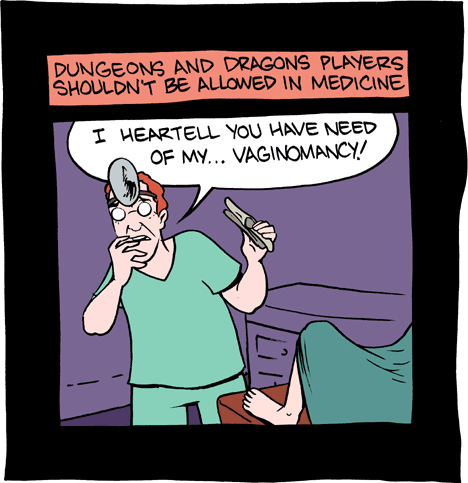 DUNGEONS AND DRAGONS PLAYERS
SHOULDN'T BE ALLOWED IN MEDICINE
I HEARTELL YOU HAVE NEED
OF MY... VAGINOMANCY!